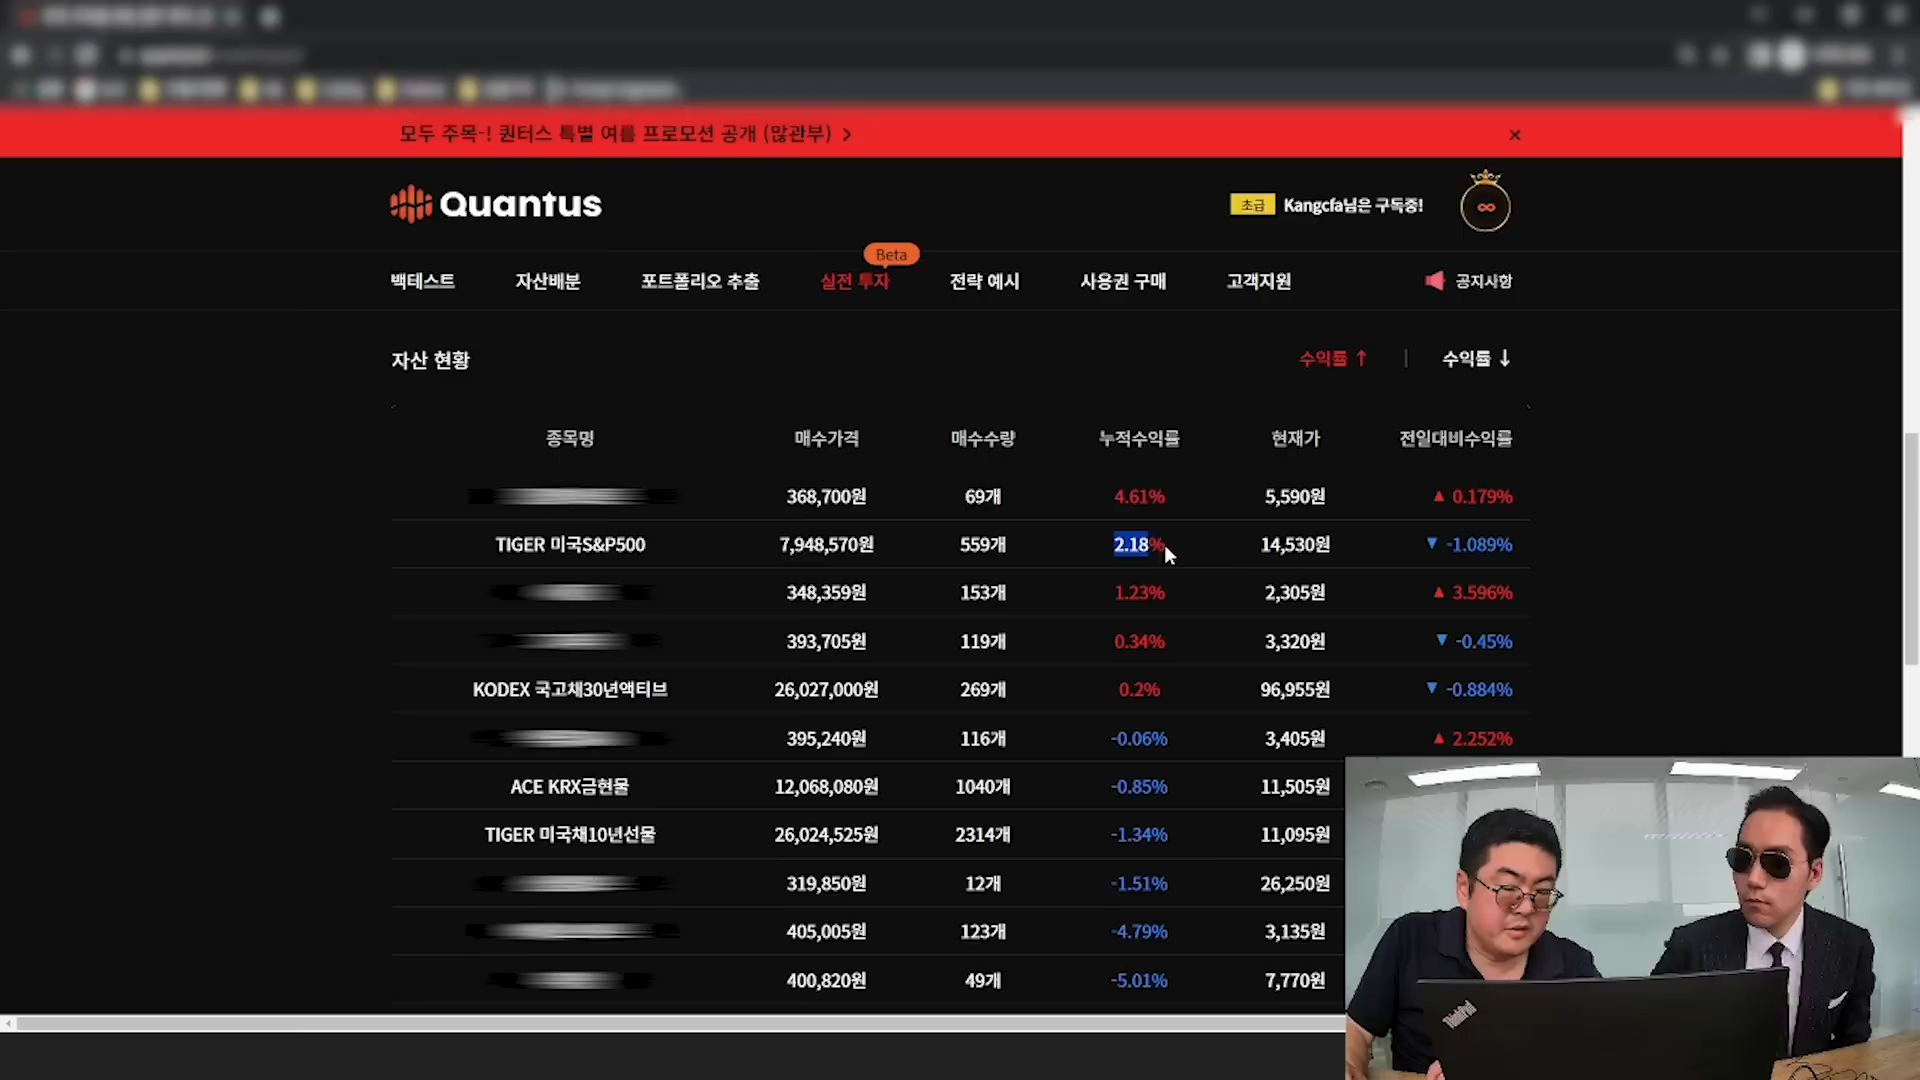 모두 주목-! 퀀터스 특별 여름 프로모션 공개 (많관부) >
Quantus
초급 Kangcfa님은 구독중!
Beta
백테스트 자산배분 포트폴리오 추출 실전 투자 전략 예시 사용권 구매 고객지원 공지사항
자산 현황 수익률 ↑ | 수익률 ↓
종목명 매수가격 매수수량 누적수익률 현재가 전일대비수익률
368,700원 69개 4.61% 5,590원 ▲ 0.179%
TIGER 미국S&P500 7,948,570원 559개 2.18% 14,530원 ▼ -1.089%
348,359원 153개 1.23% 2,305원 ▲ 3.596%
393,705원 119개 0.34% 3,320원 ▼ -0.45%
KODEX 국고채30년액티브 26,027,000원 269개 0.2% 96,955원 ▼ -0.884%
395,240원 116개 -0.06% 3,405원 ▲ 2.252%
ACE KRX금현물 12,068,080원 1040개 -0.85% 11,505원
TIGER 미국채10년선물 26,024,525원 2314개 -1.34% 11,095원
319,850원 12개 -1.51% 26,250원
405,005원 123개 -4.79% 3,135원
400,820원 49개 -5.01% 7,770원
ThinkPad